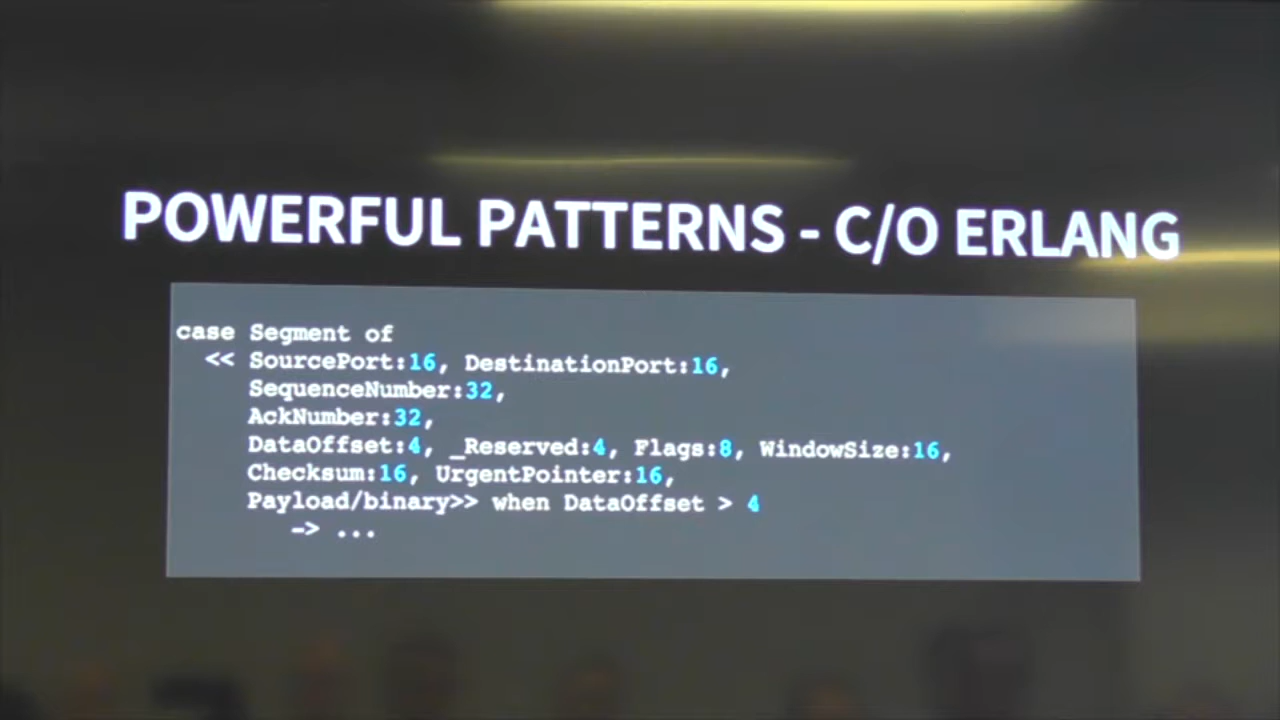 POWERFUL PATTERNS - C/O ERLANG
case Segment of
<< SourcePort:16, DestinationPort:16,
SequenceNumber:32,
AckNumber:32,
DataOffset:4, _Reserved:4, Flags:8, WindowSize:16,
Checksum:16, UrgentPointer:16,
Payload/binary>> when DataOffset > 4
-> ...